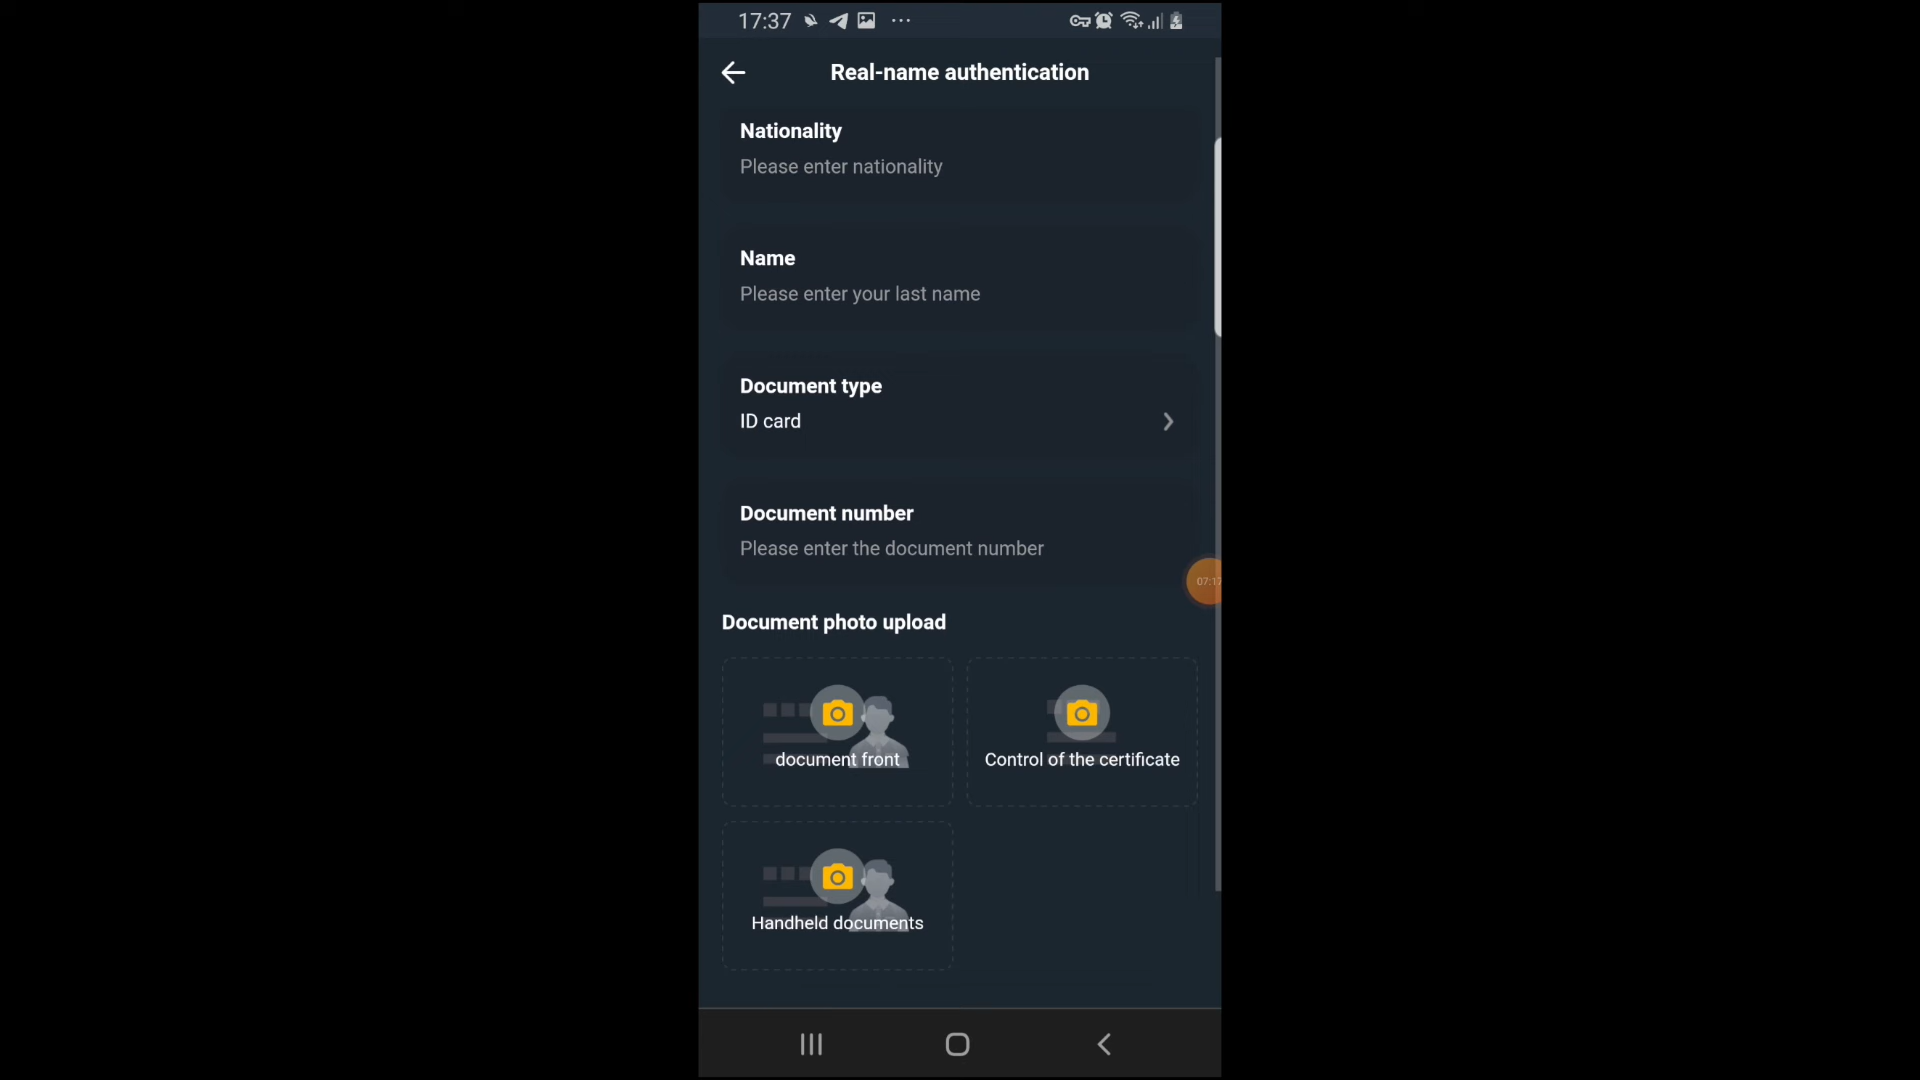 17:37
Real-name authentication
Nationality
Please enter nationality
Name
Please enter your last name
Document type
ID card
Document number
Please enter the document number
Document photo upload
document front
Control of the certificate
Handheld documents